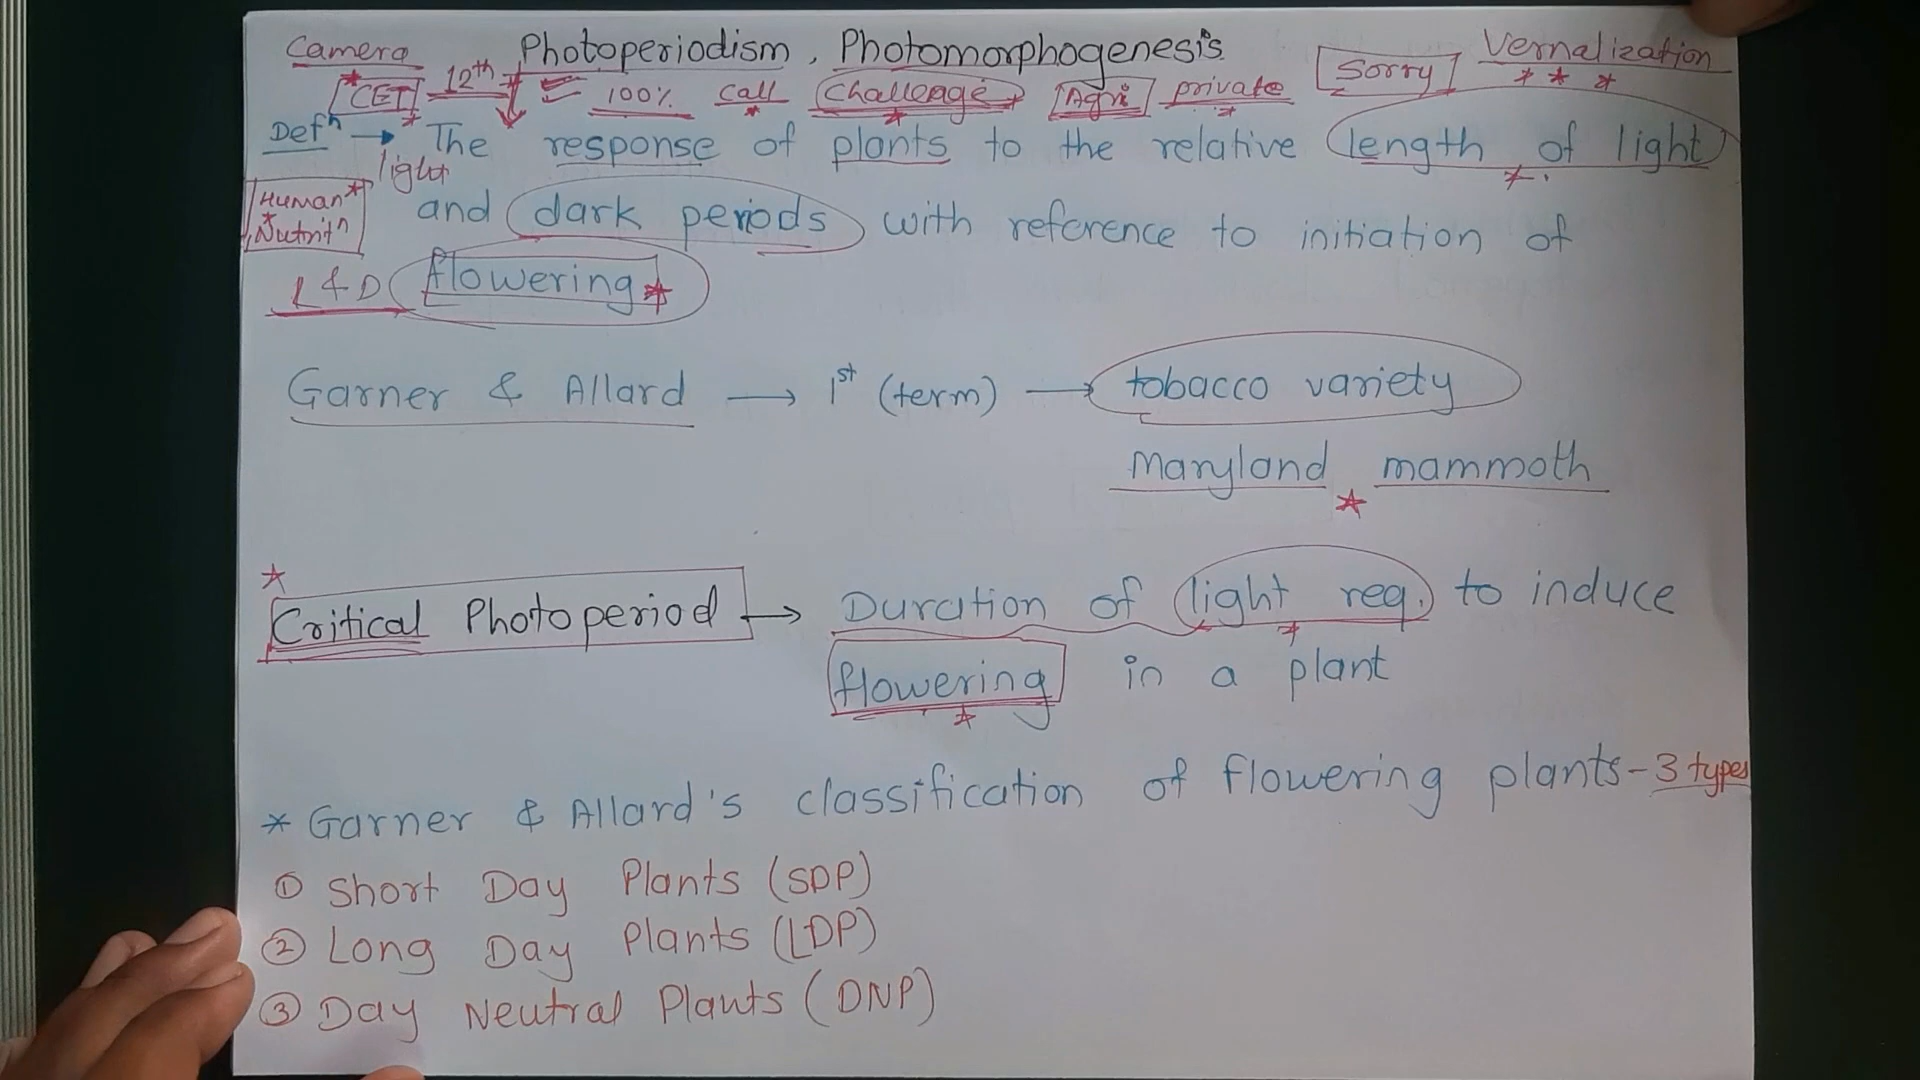 Camera Photoperiodism, Photomorphogenesis Vernalization
CET 12th 100% call challenge Agri private Sorry
Defn → The response of plants to the relative length of light
light
Human Nutritn
and dark periods with reference to initiation of
L & D flowering
Garner & Allard → 1st (term) → tobacco variety
Maryland mammoth
Critical Photoperiod → Duration of light req. to induce
flowering in a plant
* Garner & Allard's classification of flowering plants - 3 types
① Short Day Plants (SDP)
② Long Day Plants (LDP)
③ Day Neutral Plants (DNP)